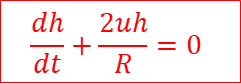 dh/dt + 2uh/R = 0